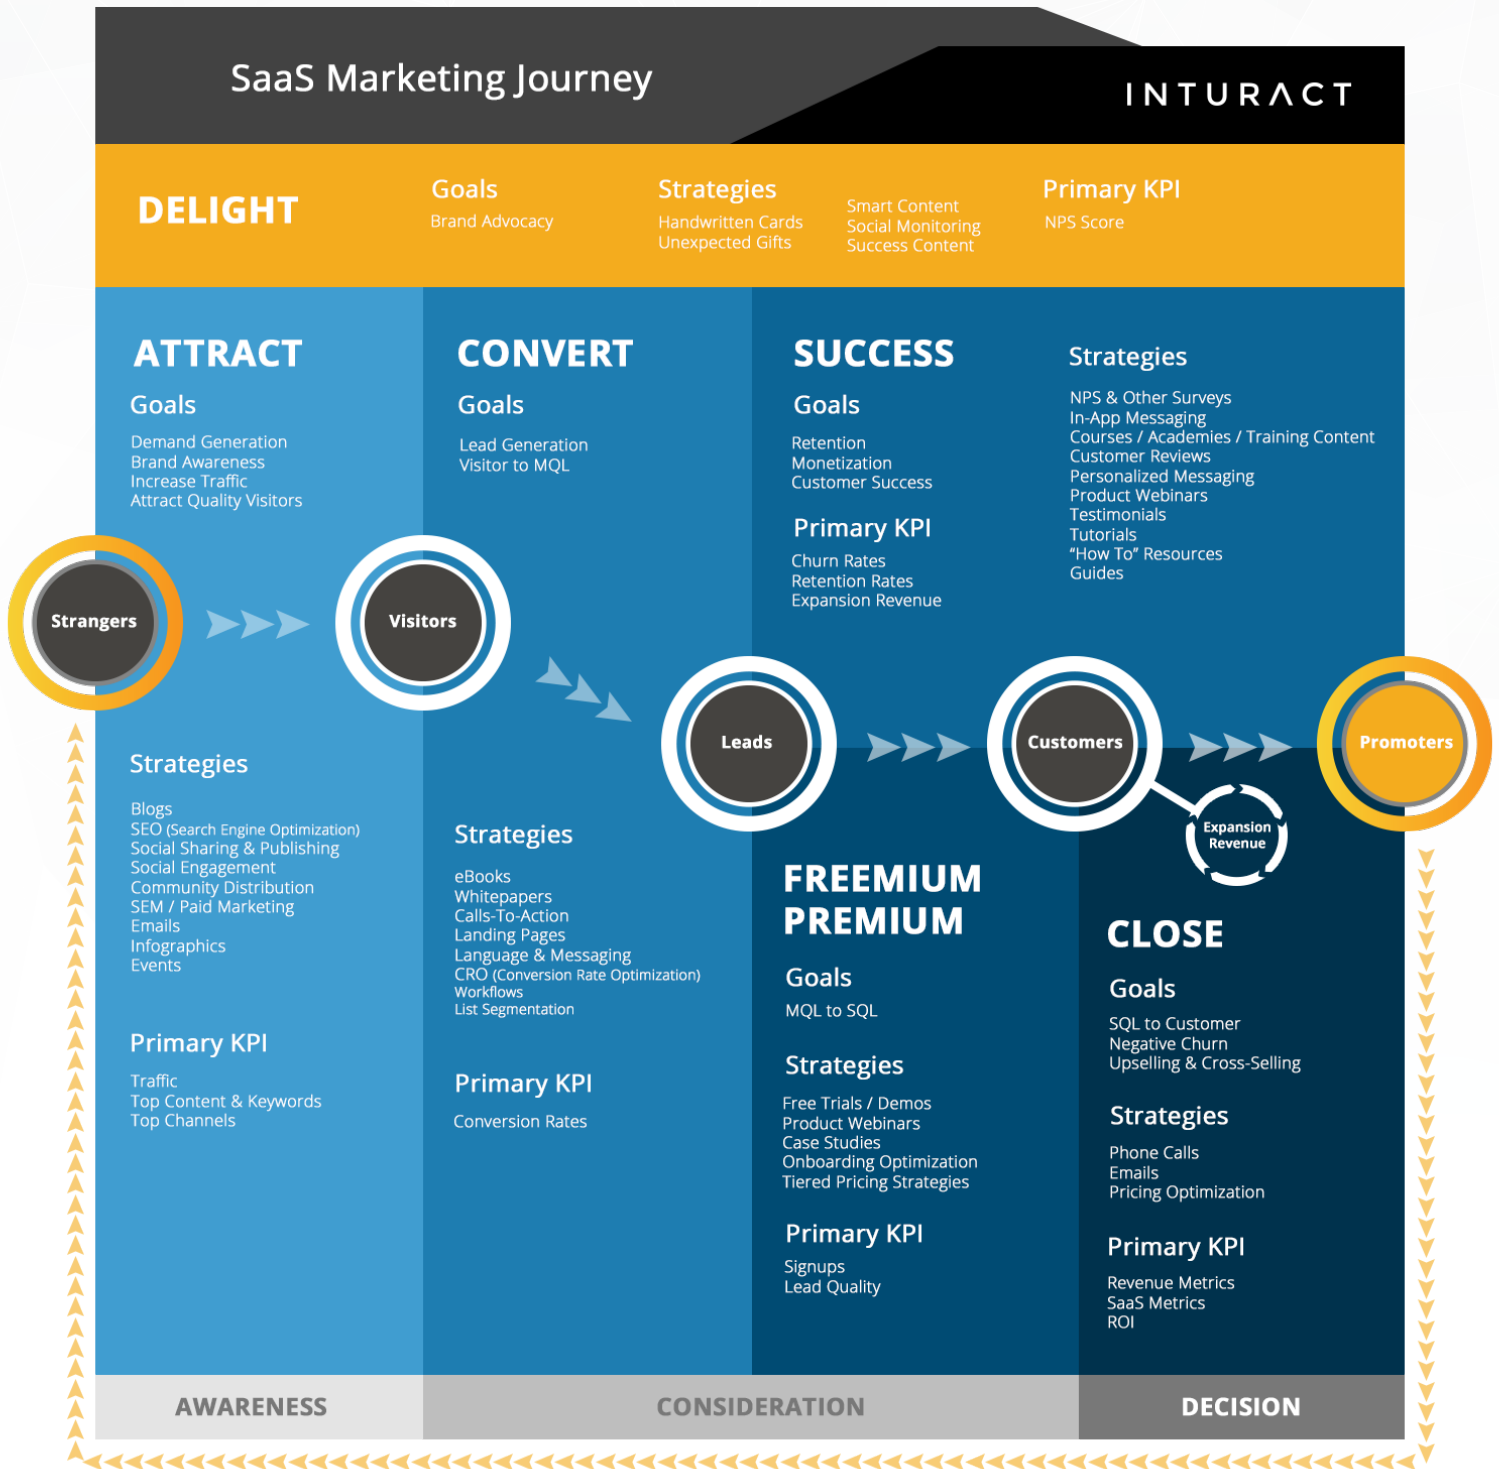 SaaS Marketing Journey
INTURACT
DELIGHT
Goals
Brand Advocacy
Strategies
Handwritten Cards
Unexpected Gifts
Smart Content
Social Monitoring
Success Content
Primary KPI
NPS Score
ATTRACT
Goals
Demand Generation
Brand Awareness
Increase Traffic
Attract Quality Visitors
CONVERT
Goals
Lead Generation
Visitor to MQL
SUCCESS
Goals
Retention
Monetization
Customer Success
Primary KPI
Churn Rates
Retention Rates
Expansion Revenue
Strategies
NPS & Other Surveys
In-App Messaging
Courses / Academies / Training Content
Customer Reviews
Personalized Messaging
Product Webinars
Testimonials
Tutorials
“How To” Resources
Guides
Strangers
Visitors
Leads
Customers
Promoters
Expansion
Revenue
Strategies
Blogs
SEO (Search Engine Optimization)
Social Sharing & Publishing
Social Engagement
Community Distribution
SEM / Paid Marketing
Emails
Infographics
Events
Primary KPI
Traffic
Top Content & Keywords
Top Channels
Strategies
eBooks
Whitepapers
Calls-To-Action
Landing Pages
Language & Messaging
CRO (Conversion Rate Optimization)
Workflows
List Segmentation
Primary KPI
Conversion Rates
FREEMIUM
PREMIUM
Goals
MQL to SQL
Strategies
Free Trials / Demos
Product Webinars
Case Studies
Onboarding Optimization
Tiered Pricing Strategies
Primary KPI
Signups
Lead Quality
CLOSE
Goals
SQL to Customer
Negative Churn
Upselling & Cross-Selling
Strategies
Phone Calls
Emails
Pricing Optimization
Primary KPI
Revenue Metrics
SaaS Metrics
ROI
AWARENESS
CONSIDERATION
DECISION